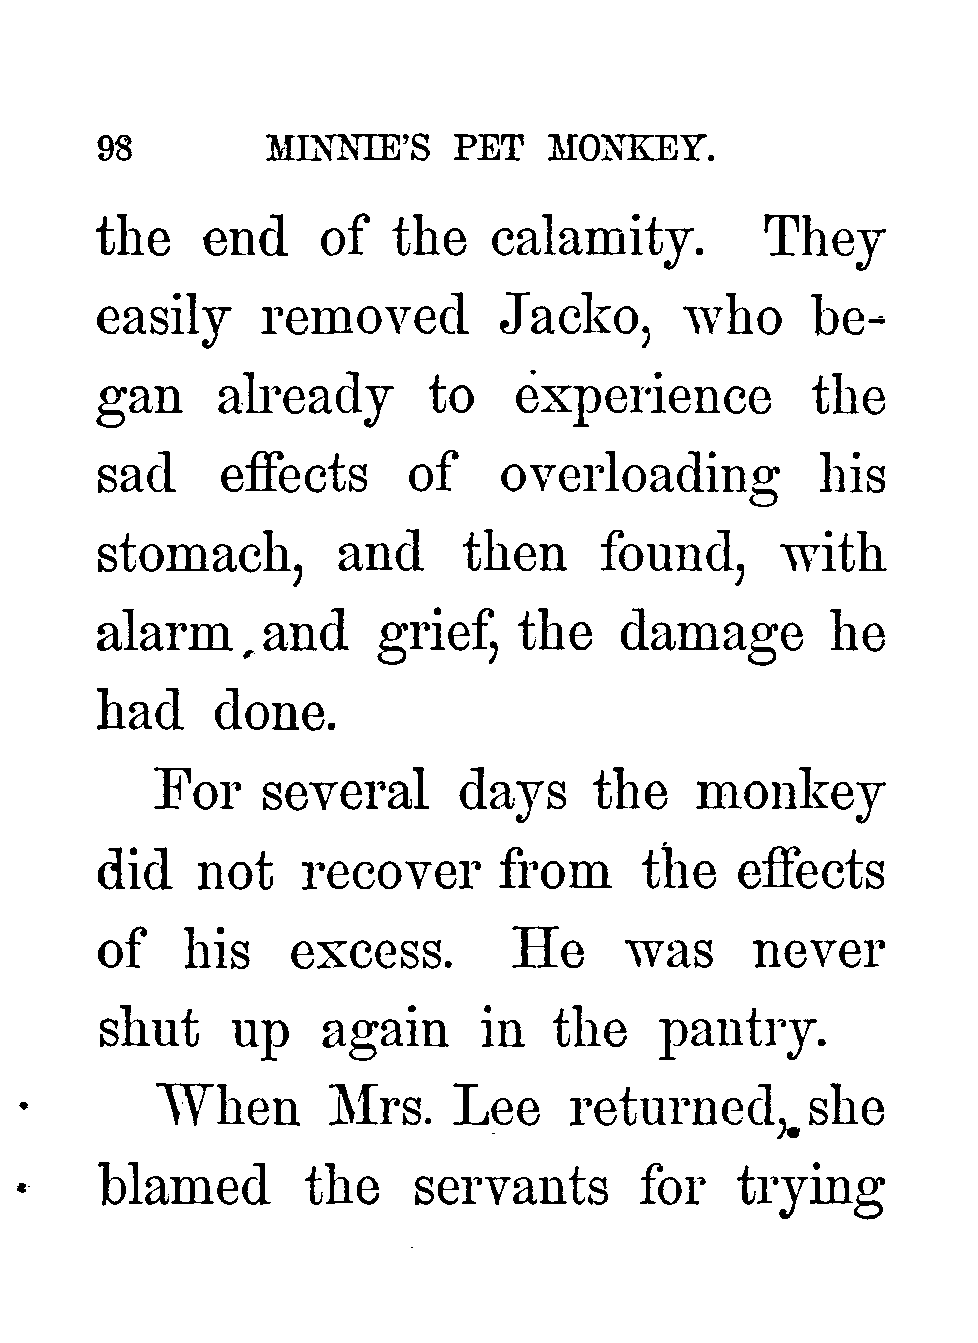 98 MINNIE'S PET MONKEY.
the end of the calamity. They
easily removed Jacko, who be-
gan already to experience the
sad effects of overloading his
stomach, and then found, with
alarm and grief, the damage he
had done.
For several days the monkey
did not recover from the effects
of his excess. He was never
shut up again in the pantry.
When Mrs. Lee returned, she
blamed the servants for trying